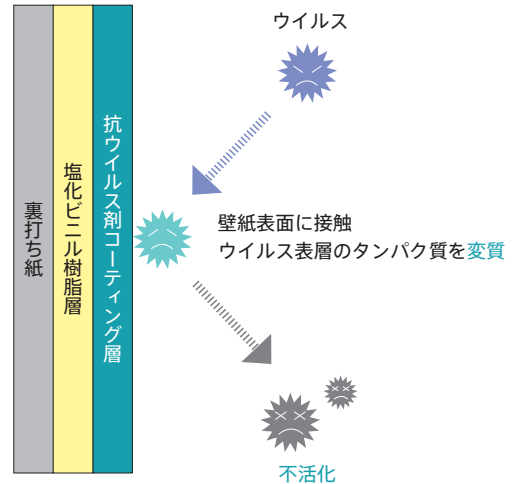 ウイルス
抗ウイルス剤コーティング層
塩化ビニル樹脂層
裏打ち紙
壁紙表面に接触
ウイルス表層のタンパク質を変質
不活化